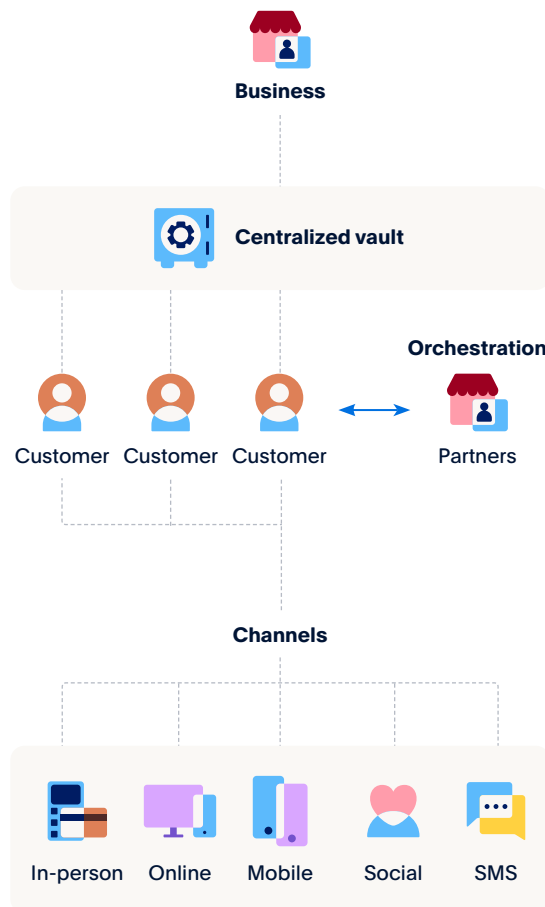 Business
Centralized vault
Orchestration
Customer Customer Customer Partners
Channels
In-person Online Mobile Social SMS